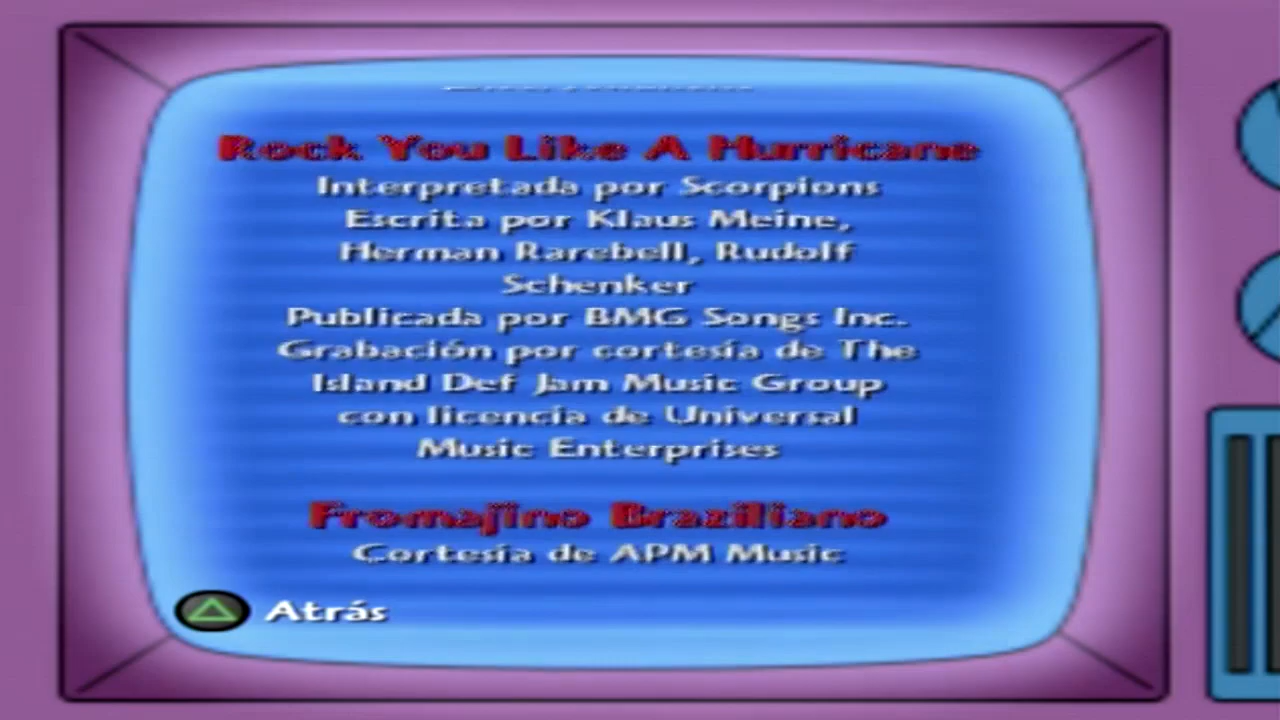 Rock You Like A Hurricane
Interpretada por Scorpions
Escrita por Klaus Meine,
Herman Rarebell, Rudolf
Schenker
Publicada por BMG Songs Inc.
Grabación por cortesía de The
Island Def Jam Music Group
con licencia de Universal
Music Enterprises
Fromajino Braziliano
Cortesía de APM Music
Atrás